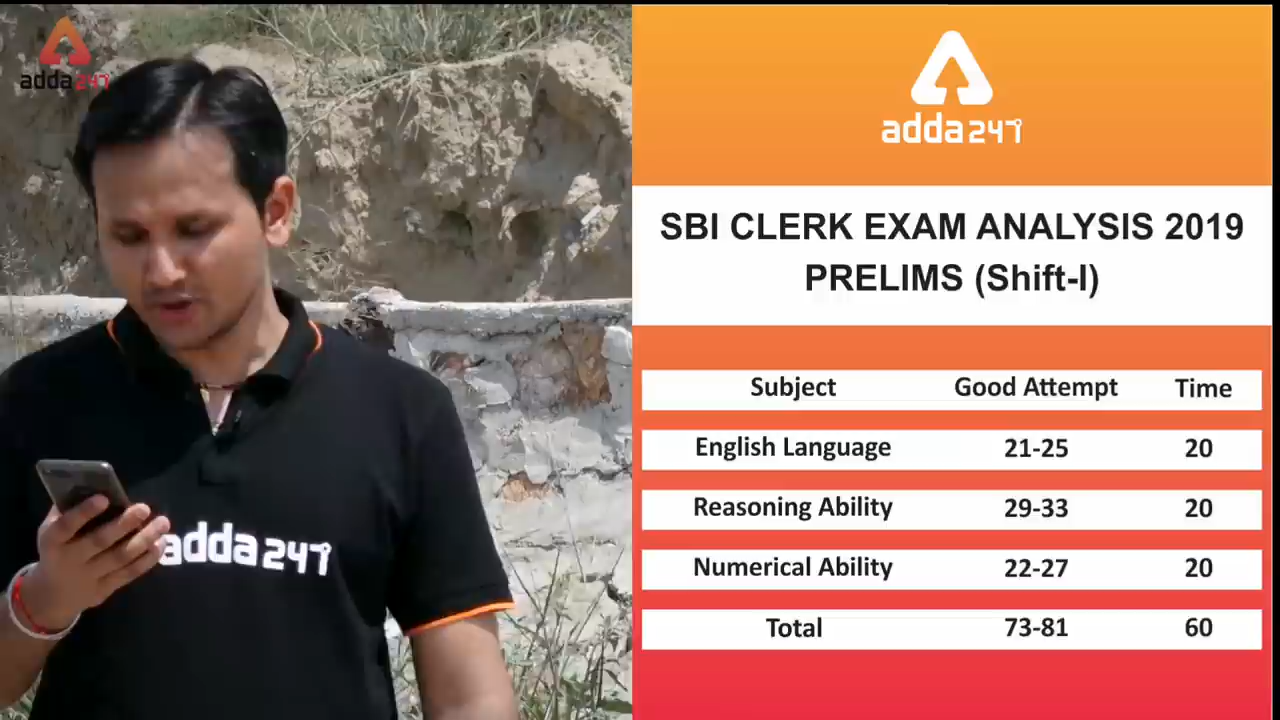 adda247
adda247
adda247
SBI CLERK EXAM ANALYSIS 2019
PRELIMS (Shift-I)
Subject Good Attempt Time
English Language 21-25 20
Reasoning Ability 29-33 20
Numerical Ability 22-27 20
Total 73-81 60